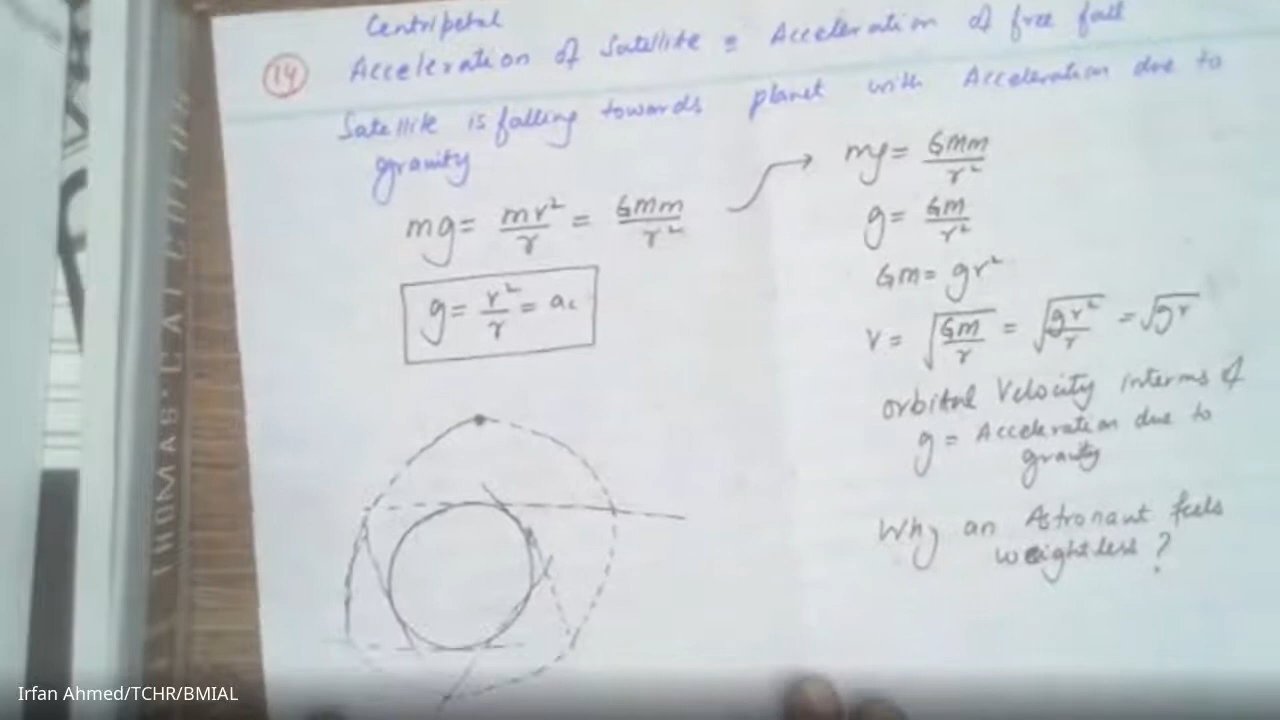 Centripetal
14
Acceleration of Satellite = Acceleration of free fall
Satellite is falling towards planet with Acceleration due to
gravity
mg = mv²/r = GMm/r²
g = v²/r = ac
mg = GMm/r²
g = GM/r²
GM = gr²
v = √(GM/r) = √(gr²/r) = √gr
orbital Velocity interms of
g = Acceleration due to
gravity
Why an Astronaut feels
weightless ?
THOMAS' CALCULUS
Irfan Ahmed/TCHR/BMIAL